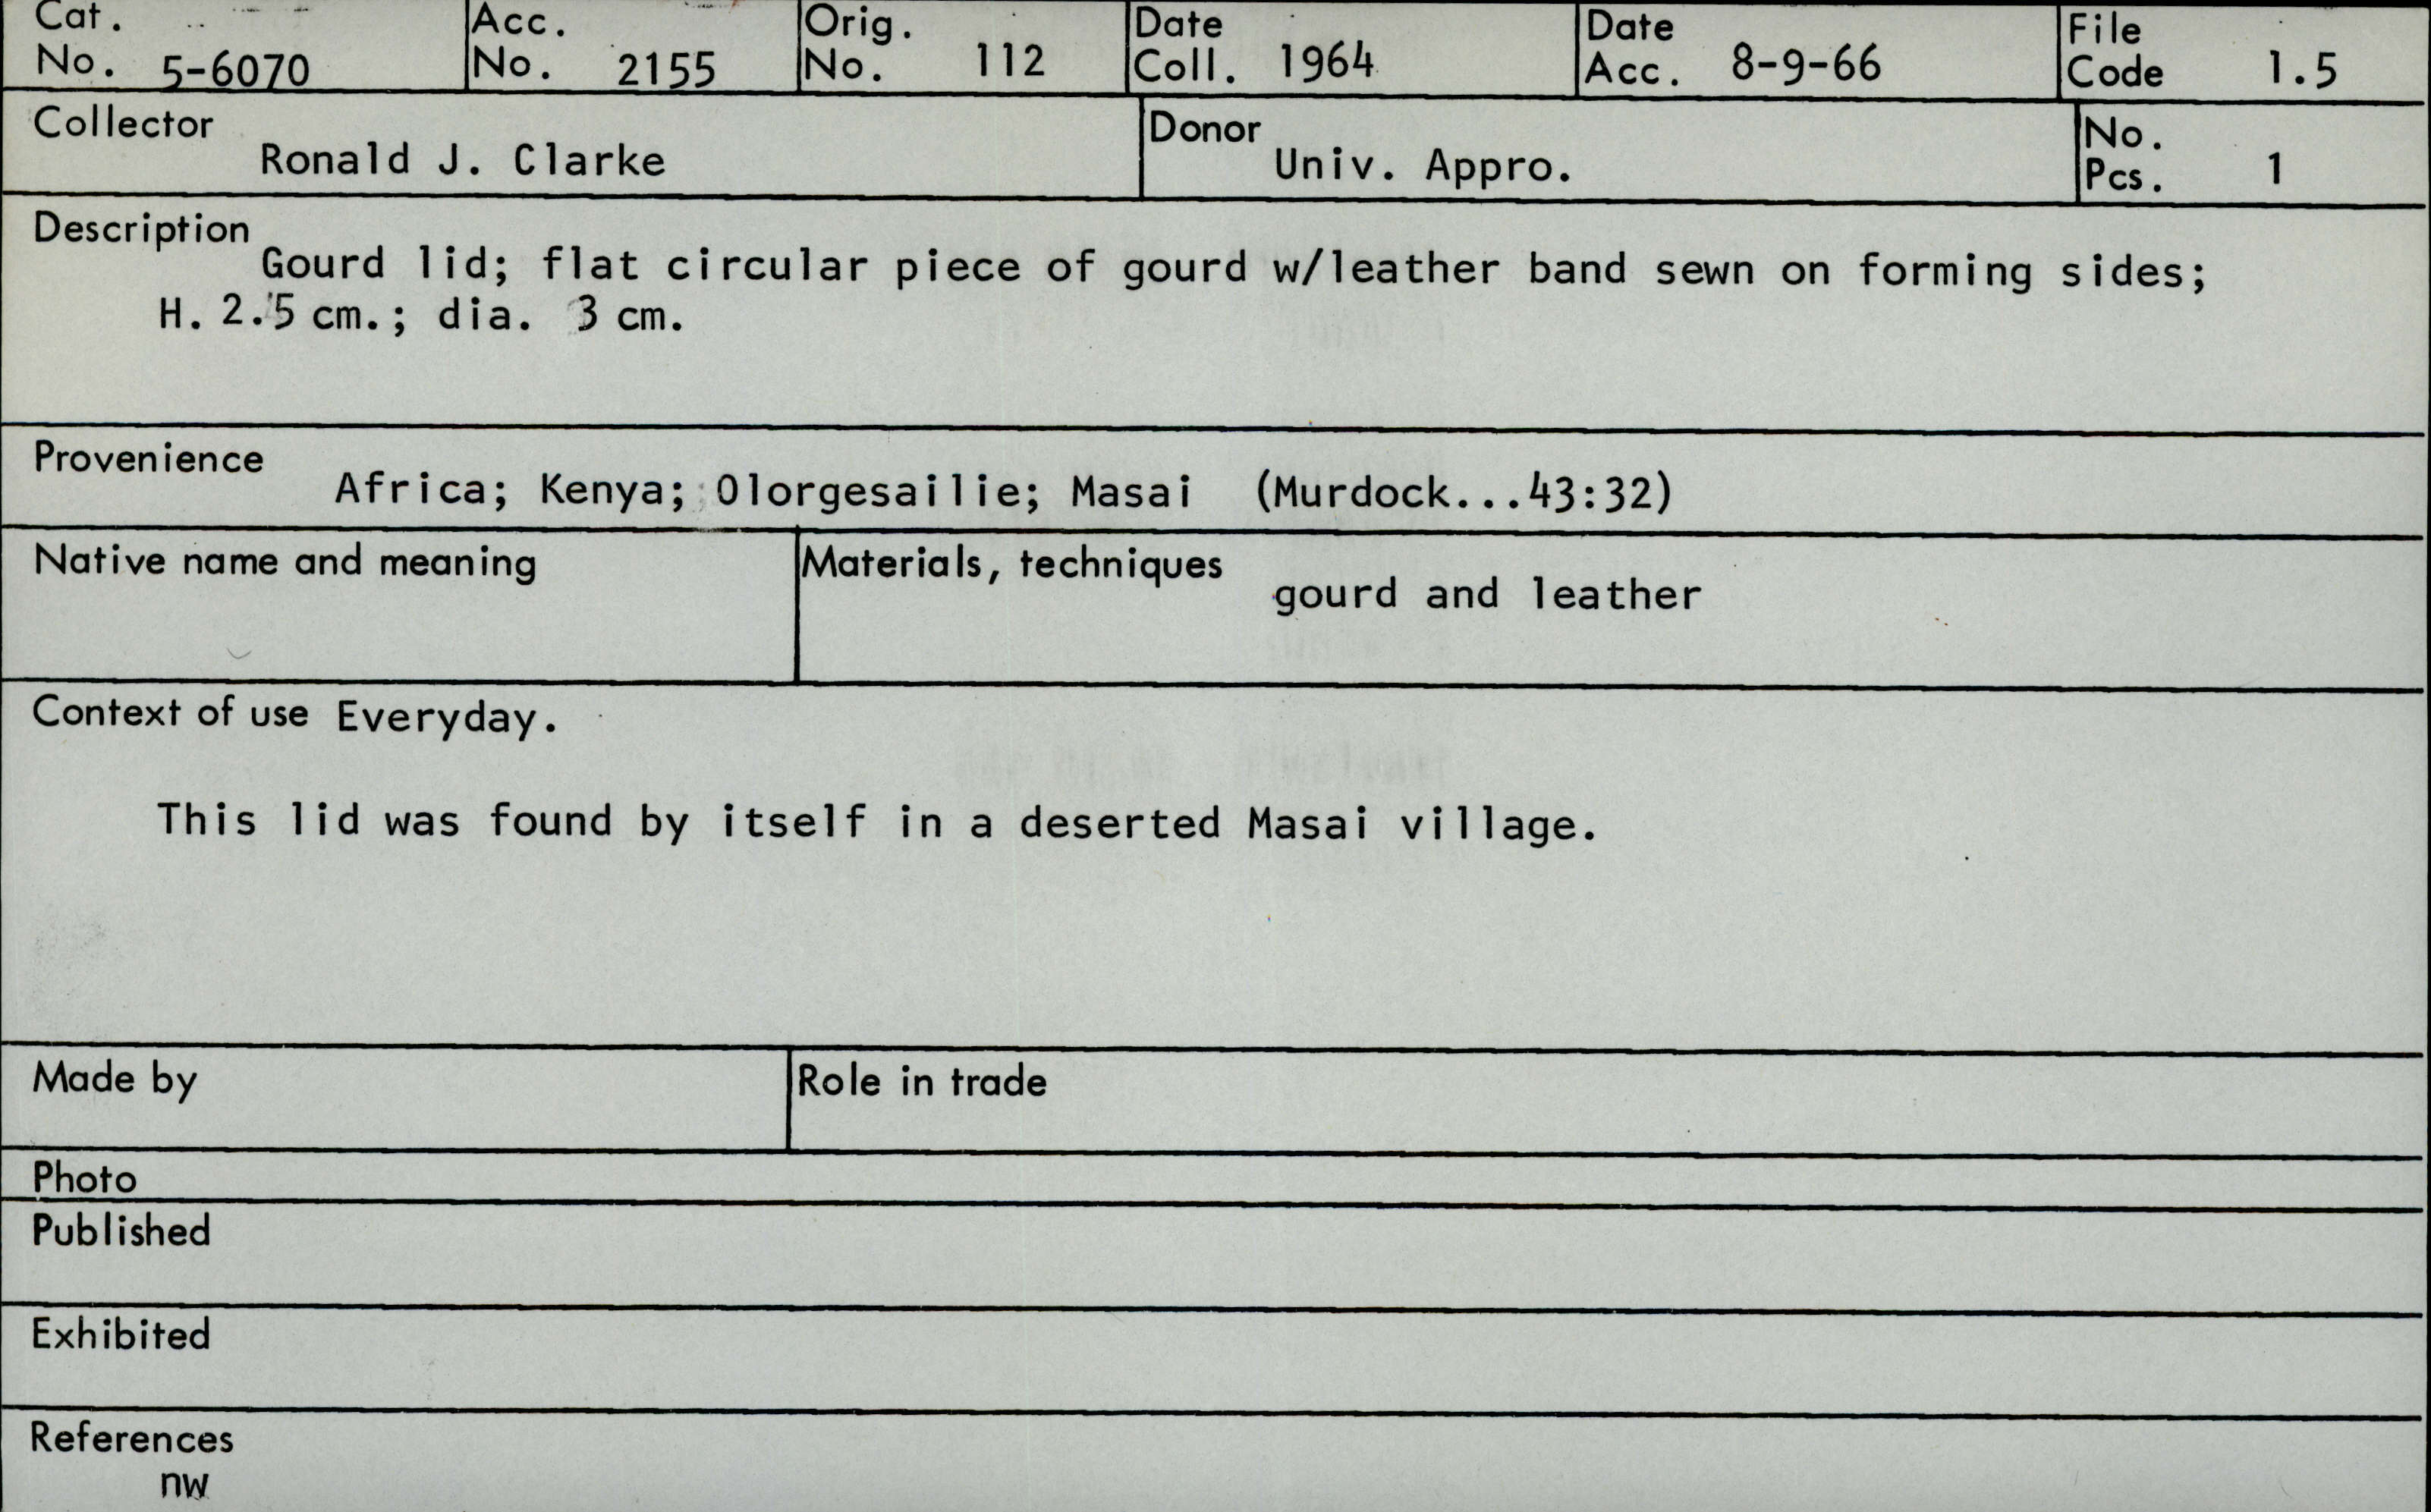 Cat. No. 5-6070 Acc. No. 2155 Orig. No. 112 Date Coll. 1964 Date Acc. 8-9-66 File Code 1.5
Collector Ronald J. Clarke Donor Univ. Appro. No. Pcs. 1
Description
Gourd lid; flat circular piece of gourd w/leather band sewn on forming sides;
H. 2.5 cm.; dia. 3 cm.
Provenience
Africa; Kenya; Olorgesailie; Masai (Murdock...43:32)
Native name and meaning
Materials, techniques
gourd and leather
Context of use Everyday.
This lid was found by itself in a deserted Masai village.
Made by
Role in trade
Photo
Published
Exhibited
References
nw